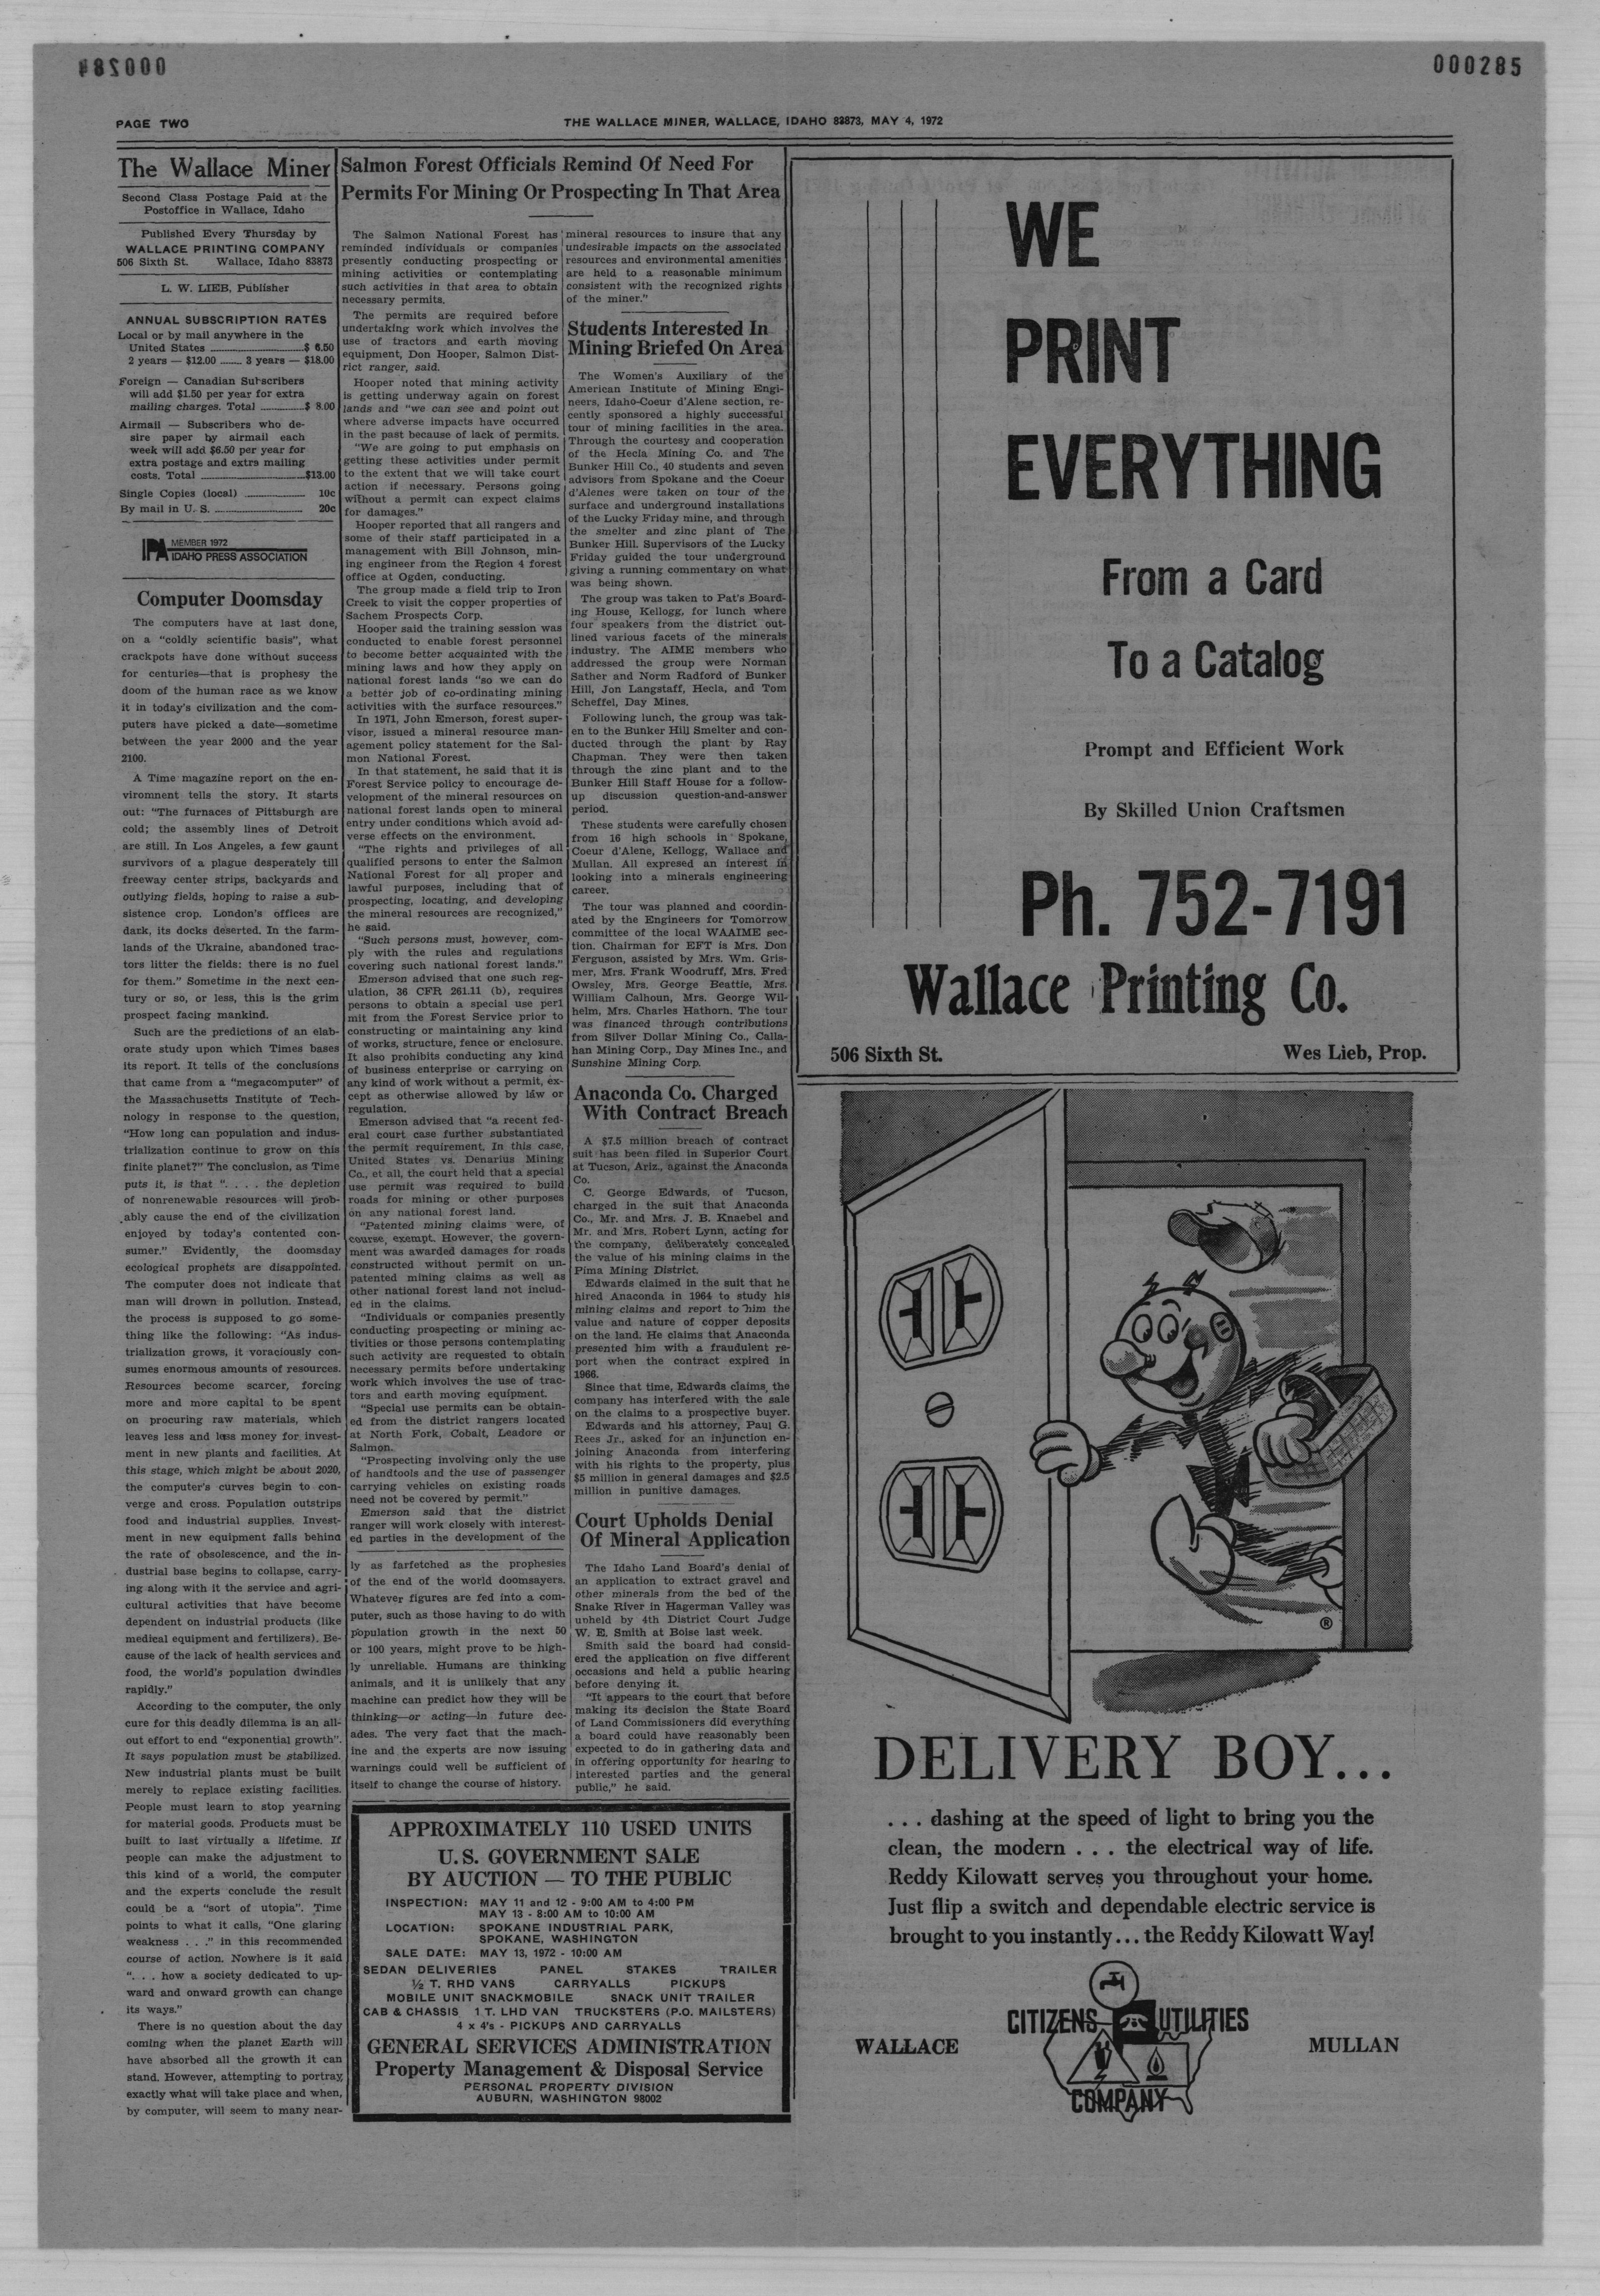 000285
PAGE TWO
THE WALLACE MINER, WALLACE, IDAHO 83873, MAY 4, 1972
The Wallace Miner
Second Class Postage Paid at the
Postoffice in Wallace, Idaho
Published Every Thursday by
WALLACE PRINTING COMPANY
506 Sixth St. Wallace, Idaho 83873
L. W. LIEB, Publisher
ANNUAL SUBSCRIPTION RATES
Local or by mail anywhere in the
United States $ 6.50
2 years — $12.00 ........ 3 years — $18.00
Foreign — Canadian Subscribers
will add $1.50 per year for extra
mailing charges. Total $ 8.00
Airmail — Subscribers who de-
sire paper by airmail each
week will add $6.50 per year for
extra postage and extra mailing
costs. Total $13.00
Single Copies (local) 10c
By mail in U. S. 20c
IPA MEMBER 1972
IDAHO PRESS ASSOCIATION
Computer Doomsday
The computers have at last done,
on a "coldly scientific basis", what
crackpots have done without success
for centuries—that is prophesy the
doom of the human race as we know
it in today's civilization and the com-
puters have picked a date—sometime
between the year 2000 and the year
2100.
A Time magazine report on the en-
viromnent tells the story. It starts
out: "The furnaces of Pittsburgh are
cold; the assembly lines of Detroit
are still. In Los Angeles, a few gaunt
survivors of a plague desperately till
freeway center strips, backyards and
outlying fields, hoping to raise a sub-
sistence crop. London's offices are
dark, its docks deserted. In the farm-
lands of the Ukraine, abandoned trac-
tors litter the fields: there is no fuel
for them." Sometime in the next cen-
tury or so, or less, this is the grim
prospect facing mankind.
Such are the predictions of an elab-
orate study upon which Times bases
its report. It tells of the conclusions
that came from a "megacomputer" of
the Massachusetts Institute of Tech-
nology in response to the question,
"How long can population and indus-
trialization continue to grow on this
finite planet?" The conclusion, as Time
puts it, is that ". . . . the depletion
of nonrenewable resources will prob-
ably cause the end of the civilization
enjoyed by today's contented con-
sumer." Evidently, the doomsday
ecological prophets are disappointed.
The computer does not indicate that
man will drown in pollution. Instead,
the process is supposed to go some-
thing like the following: "As indus-
trialization grows, it voraciously con-
sumes enormous amounts of resources.
Resources become scarcer, forcing
more and more capital to be spent
on procuring raw materials, which
leaves less and less money for invest-
ment in new plants and facilities. At
this stage, which might be about 2020,
the computer's curves begin to con-
verge and cross. Population outstrips
food and industrial supplies. Invest-
ment in new equipment falls behind
the rate of obsolescence, and the in-
dustrial base begins to collapse, carry-
ing along with it the service and agri-
cultural activities that have become
dependent on industrial products (like
medical equipment and fertilizers). Be-
cause of the lack of health services and
food, the world's population dwindles
rapidly."
According to the computer, the only
cure for this deadly dilemma is an all-
out effort to end "exponential growth".
It says population must be stabilized.
New industrial plants must be built
merely to replace existing facilities.
People must learn to stop yearning
for material goods. Products must be
built to last virtually a lifetime. If
people can make the adjustment to
this kind of a world, the computer
and the experts conclude the result
could be a "sort of utopia". Time
points to what it calls, "One glaring
weakness . . ." in this recommended
course of action. Nowhere is it said
". . . how a society dedicated to up-
ward and onward growth can change
its ways."
There is no question about the day
coming when the planet Earth will
have absorbed all the growth it can
stand. However, attempting to portray
exactly what will take place and when,
by computer, will seem to many near-
ly as farfetched as the prophesies
of the end of the world doomsayers.
Whatever figures are fed into a com-
puter, such as those having to do with
population growth in the next 50
or 100 years, might prove to be high-
ly unreliable. Humans are thinking
animals, and it is unlikely that any
machine can predict how they will be
thinking—or acting—in future dec-
ades. The very fact that the mach-
ine and the experts are now issuing
warnings could well be sufficient of
itself to change the course of history.
Salmon Forest Officials Remind Of Need For
Permits For Mining Or Prospecting In That Area
The Salmon National Forest has
reminded individuals or companies
presently conducting prospecting or
mining activities or contemplating
such activities in that area to obtain
necessary permits.
The permits are required before
undertaking work which involves the
use of tractors and earth moving
equipment, Don Hooper, Salmon Dist-
rict ranger, said.
Hooper noted that mining activity
is getting underway again on forest
lands and "we can see and point out
where adverse impacts have occurred
in the past because of lack of permits.
"We are going to put emphasis on
getting these activities under permit
to the extent that we will take court
action if necessary. Persons going
without a permit can expect claims
for damages."
Hooper reported that all rangers and
some of their staff participated in a
management with Bill Johnson, min-
ing engineer from the Region 4 forest
office at Ogden, conducting.
The group made a field trip to Iron
Creek to visit the copper properties of
Sachem Prospects Corp.
Hooper said the training session was
conducted to enable forest personnel
to become better acquainted with the
mining laws and how they apply on
national forest lands "so we can do
a better job of co-ordinating mining
activities with the surface resources."
In 1971, John Emerson, forest super-
visor, issued a mineral resource man-
agement policy statement for the Sal-
mon National Forest.
In that statement, he said that it is
Forest Service policy to encourage de-
velopment of the mineral resources on
national forest lands open to mineral
entry under conditions which avoid ad-
verse effects on the environment.
"The rights and privileges of all
qualified persons to enter the Salmon
National Forest for all proper and
lawful purposes, including that of
prospecting, locating, and developing
the mineral resources are recognized,"
he said.
"Such persons must, however, com-
ply with the rules and regulations
covering such national forest lands."
Emerson advised that one such reg-
ulation, 36 CFR 261.11 (b), requires
persons to obtain a special use per1
mit from the Forest Service prior to
constructing or maintaining any kind
of works, structure, fence or enclosure.
It also prohibits conducting any kind
of business enterprise or carrying on
any kind of work without a permit, ex-
cept as otherwise allowed by law or
regulation.
Emerson advised that "a recent fed-
eral court case further substantiated
the permit requirement. In this case,
United States vs. Denarius Mining
Co., et all, the court held that a special
use permit was required to build
roads for mining or other purposes
on any national forest land.
"Patented mining claims were, of
course, exempt. However, the govern-
ment was awarded damages for roads
constructed without permit on un-
patented mining claims as well as
other national forest land not includ-
ed in the claims.
"Individuals or companies presently
conducting prospecting or mining ac-
tivities or those persons contemplating
such activity are requested to obtain
necessary permits before undertaking
work which involves the use of trac-
tors and earth moving equipment.
"Special use permits can be obtain-
ed from the district rangers located
at North Fork, Cobalt, Leadore or
Salmon.
"Prospecting involving only the use
of handtools and the use of passenger
carrying vehicles on existing roads
need not be covered by permit."
Emerson said that the district
ranger will work closely with interest-
ed parties in the development of the
mineral resources to insure that any
undesirable impacts on the associated
resources and environmental amenities
are held to a reasonable minimum
consistent with the recognized rights
of the miner."
Students Interested In
Mining Briefed On Area
The Women's Auxiliary of the
American Institute of Mining Engi-
neers, Idaho-Coeur d'Alene section, re-
cently sponsored a highly successful
tour of mining facilities in the area.
Through the courtesy and cooperation
of the Hecla Mining Co. and The
Bunker Hill Co., 40 students and seven
advisors from Spokane and the Coeur
d'Alenes were taken on tour of the
surface and underground installations
of the Lucky Friday mine, and through
the smelter and zinc plant of The
Bunker Hill. Supervisors of the Lucky
Friday guided the tour underground
giving a running commentary on what
was being shown.
The group was taken to Pat's Board-
ing House, Kellogg, for lunch where
four speakers from the district out-
lined various facets of the minerals
industry. The AIME members who
addressed the group were Norman
Sather and Norm Radford of Bunker
Hill, Jon Langstaff, Hecla, and Tom
Scheffel, Day Mines.
Following lunch, the group was tak-
en to the Bunker Hill Smelter and con-
ducted through the plant by Ray
Chapman. They were then taken
through the zinc plant and to the
Bunker Hill Staff House for a follow-
up discussion question-and-answer
period.
These students were carefully chosen
from 16 high schools in Spokane,
Coeur d'Alene, Kellogg, Wallace and
Mullan. All expresed an interest in
looking into a minerals engineering
career.
The tour was planned and coordin-
ated by the Engineers for Tomorrow
committee of the local WAAIME sec-
tion. Chairman for EFT is Mrs. Don
Ferguson, assisted by Mrs. Wm. Gris-
mer, Mrs. Frank Woodruff, Mrs. Fred
Owsley, Mrs. George Beattie, Mrs.
William Calhoun, Mrs. George Wil-
helm, Mrs. Charles Hathorn. The tour
was financed through contributions
from Silver Dollar Mining Co., Calla-
han Mining Corp., Day Mines Inc., and
Sunshine Mining Corp.
Anaconda Co. Charged
With Contract Breach
A $7.5 million breach of contract
suit has been filed in Superior Court
at Tucson, Ariz., against the Anaconda
Co.
C. George Edwards, of Tucson,
charged in the suit that Anaconda
Co., Mr. and Mrs. J. B. Knaebel and
Mr. and Mrs. Robert Lynn, acting for
the company, deliberately concealed
the value of his mining claims in the
Pima Mining District.
Edwards claimed in the suit that he
hired Anaconda in 1964 to study his
mining claims and report to him the
value and nature of copper deposits
on the land. He claims that Anaconda
presented him with a fraudulent re-
port when the contract expired in
1966.
Since that time, Edwards claims, the
company has interfered with the sale
on the claims to a prospective buyer.
Edwards and his attorney, Paul G.
Rees Jr., asked for an injunction en-
joining Anaconda from interfering
with his rights to the property, plus
$5 million in general damages and $2.5
million in punitive damages.
Court Upholds Denial
Of Mineral Application
The Idaho Land Board's denial of
an application to extract gravel and
other minerals from the bed of the
Snake River in Hagerman Valley was
upheld by 4th District Court Judge
W. E. Smith at Boise last week.
Smith said the board had consid-
ered the application on five different
occasions and held a public hearing
before denying it.
"It appears to the court that before
making its decision the State Board
of Land Commissioners did everything
a board could have reasonably been
expected to do in gathering data and
in offering opportunity for hearing to
interested parties and the general
public," he said.
APPROXIMATELY 110 USED UNITS
U.S. GOVERNMENT SALE
BY AUCTION — TO THE PUBLIC
INSPECTION: MAY 11 and 12 - 9:00 AM to 4:00 PM
MAY 13 - 8:00 AM to 10:00 AM
LOCATION: SPOKANE INDUSTRIAL PARK,
SPOKANE, WASHINGTON
SALE DATE: MAY 13, 1972 - 10:00 AM
SEDAN DELIVERIES PANEL STAKES TRAILER
½ T. RHD VANS CARRYALLS PICKUPS
MOBILE UNIT SNACKMOBILE SNACK UNIT TRAILER
CAB & CHASSIS 1 T. LHD VAN TRUCKSTERS (P.O. MAILSTERS)
4 x 4's - PICKUPS AND CARRYALLS
GENERAL SERVICES ADMINISTRATION
Property Management & Disposal Service
PERSONAL PROPERTY DIVISION
AUBURN, WASHINGTON 98002
WE
PRINT
EVERYTHING
From a Card
To a Catalog
Prompt and Efficient Work
By Skilled Union Craftsmen
Ph. 752-7191
Wallace Printing Co.
506 Sixth St. Wes Lieb, Prop.
®
DELIVERY BOY...
. . . dashing at the speed of light to bring you the
clean, the modern . . . the electrical way of life.
Reddy Kilowatt serves you throughout your home.
Just flip a switch and dependable electric service is
brought to you instantly . . . the Reddy Kilowatt Way!
WALLACE
CITIZENS UTILITIES
COMPANY
MULLAN